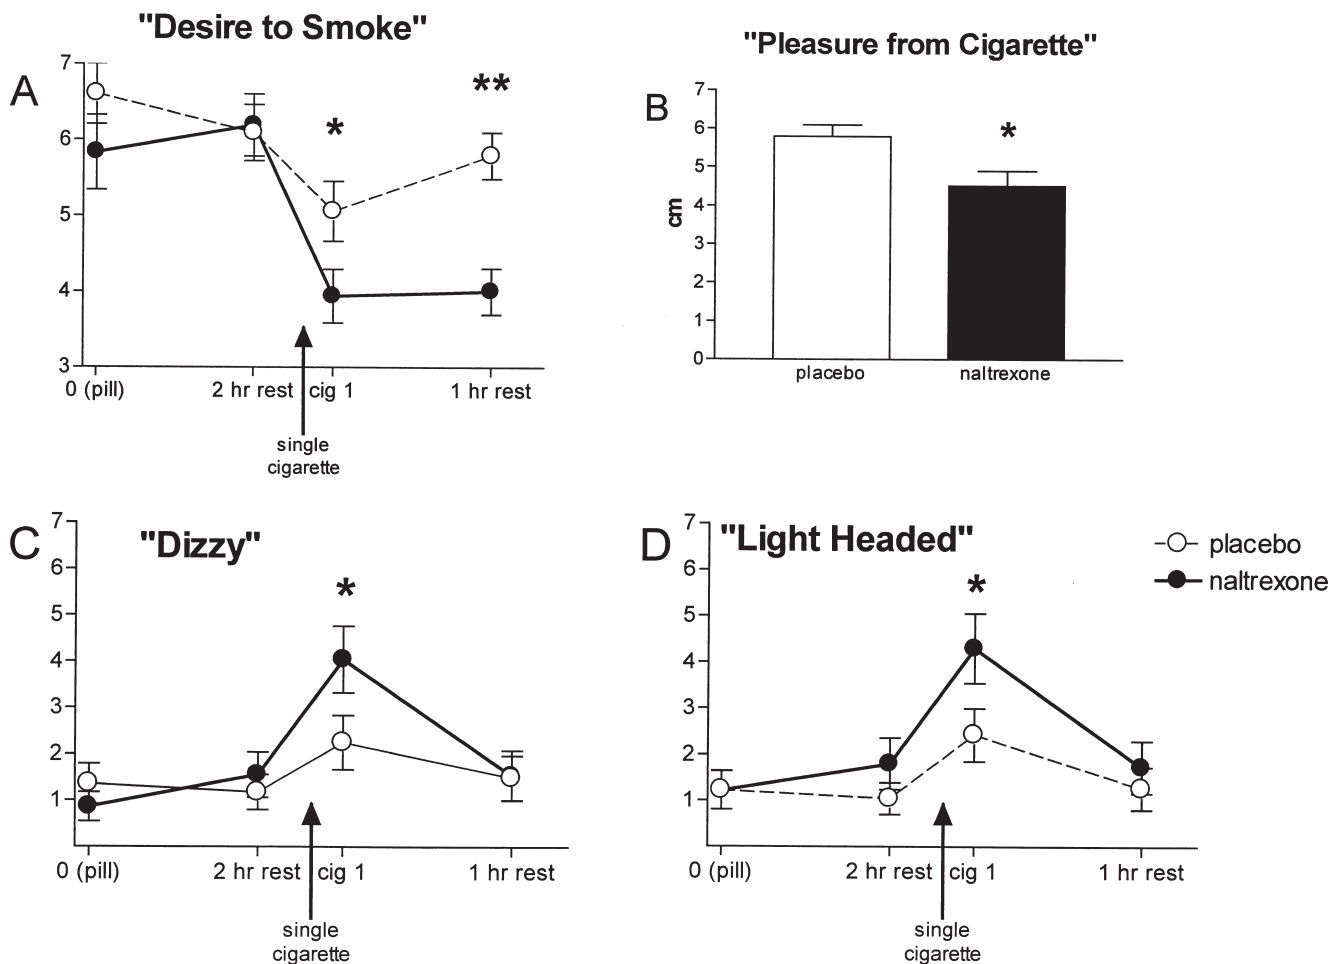 "Desire to Smoke"
A
7
6
5
4
3
*
**
0 (pill)
2 hr rest
cig 1
1 hr rest
single
cigarette
"Pleasure from Cigarette"
B
7
6
5
4
3
2
1
0
cm
*
placebo
naltrexone
C
"Dizzy"
7
6
5
4
3
2
1
*
0 (pill)
2 hr rest
cig 1
1 hr rest
single
cigarette
D
"Light Headed"
7
6
5
4
3
2
1
*
placebo
naltrexone
0 (pill)
2 hr rest
cig 1
1 hr rest
single
cigarette